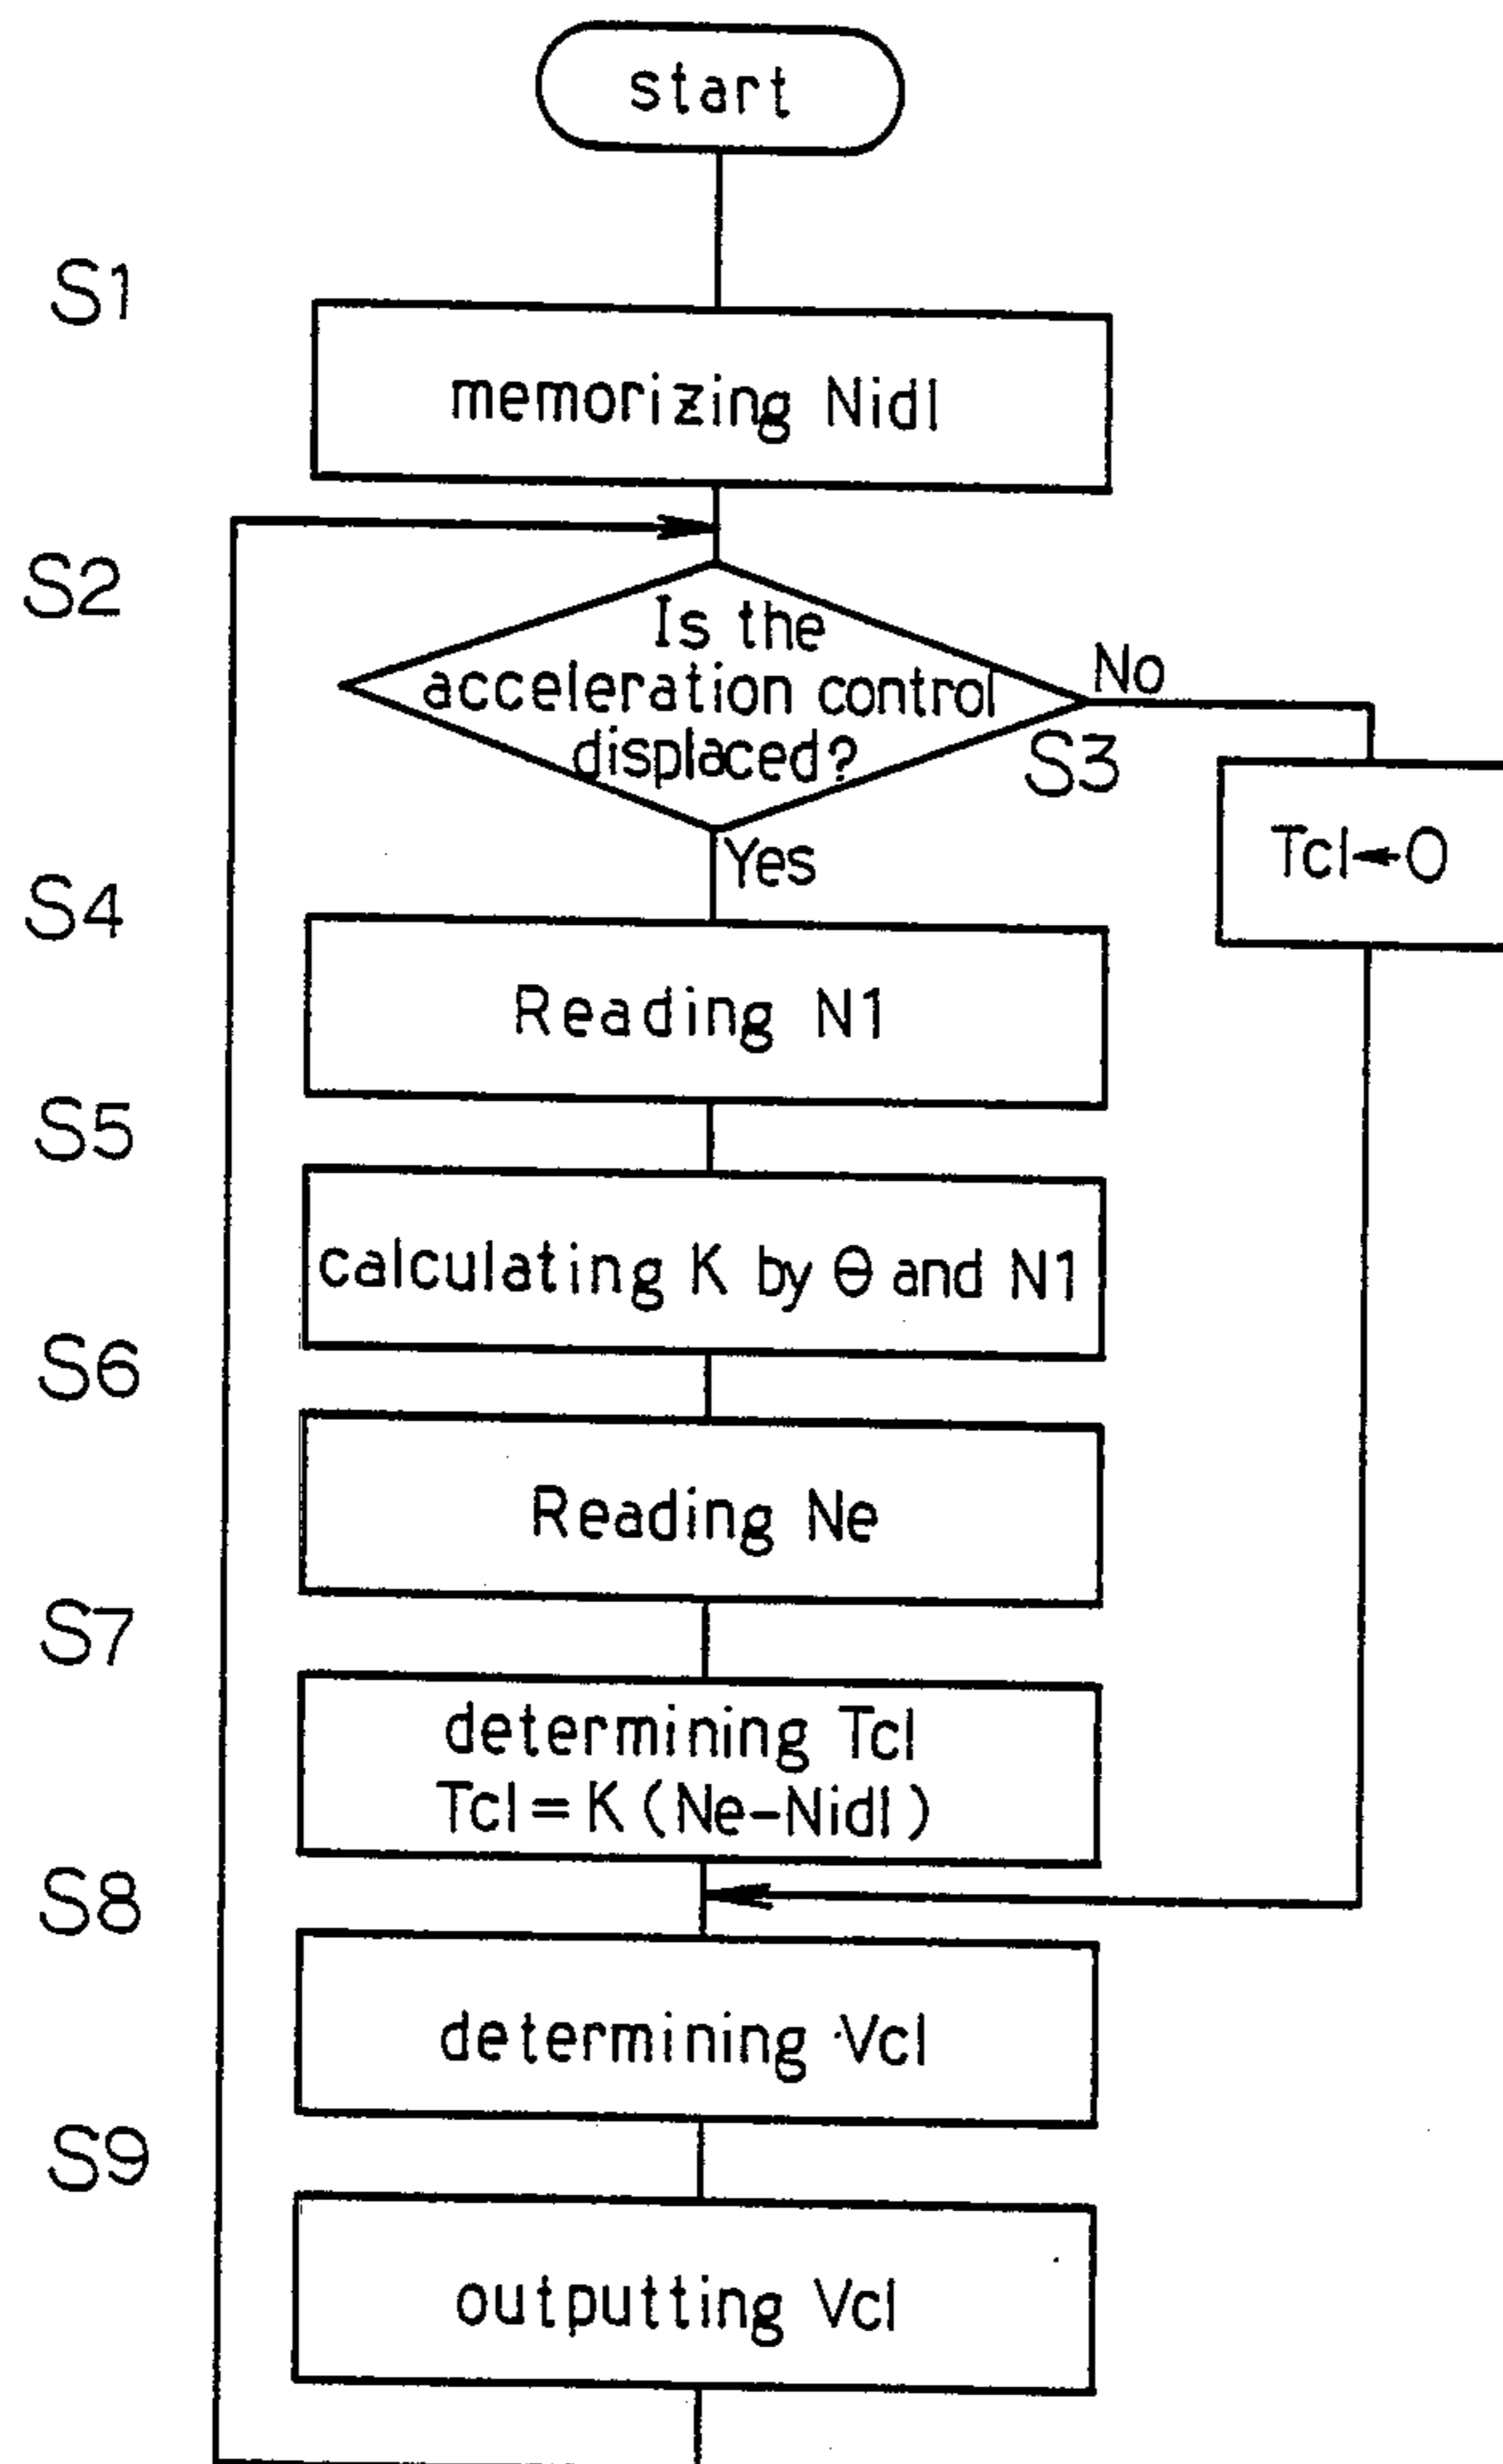 start
S1
memorizing Nidl
S2
Is the
acceleration control
displaced?
No
S3
Tcl←0
Yes
S4
Reading N1
S5
calculating K by Θ and N1
S6
Reading Ne
S7
determining Tcl
Tcl=K(Ne-Nidl)
S8
determining Vcl
S9
outputting Vcl